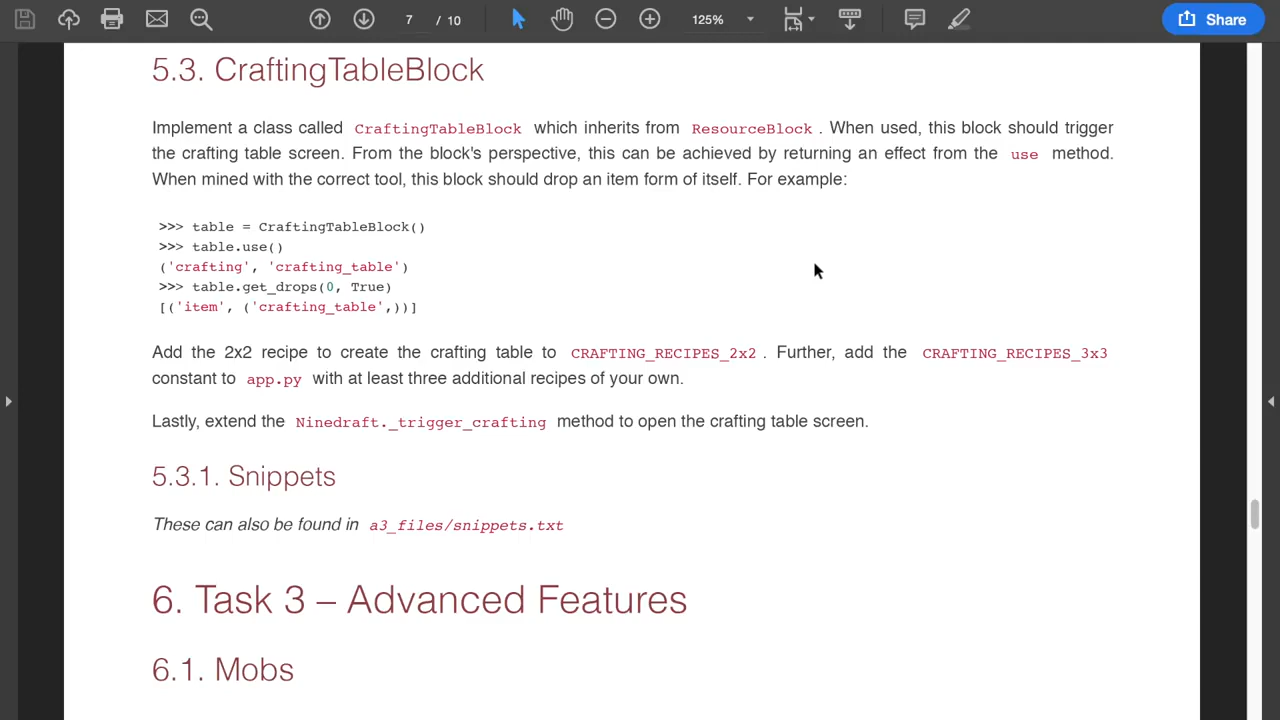 7 / 10
125%
Share
5.3. CraftingTableBlock
Implement a class called CraftingTableBlock which inherits from ResourceBlock . When used, this block should trigger
the crafting table screen. From the block's perspective, this can be achieved by returning an effect from the use method.
When mined with the correct tool, this block should drop an item form of itself. For example:
>>> table = CraftingTableBlock()
>>> table.use()
('crafting', 'crafting_table')
>>> table.get_drops(0, True)
[('item', ('crafting_table',))]
Add the 2x2 recipe to create the crafting table to CRAFTING_RECIPES_2x2 . Further, add the CRAFTING_RECIPES_3x3
constant to app.py with at least three additional recipes of your own.
Lastly, extend the Ninedraft._trigger_crafting method to open the crafting table screen.
5.3.1. Snippets
These can also be found in a3_files/snippets.txt
6. Task 3 – Advanced Features
6.1. Mobs